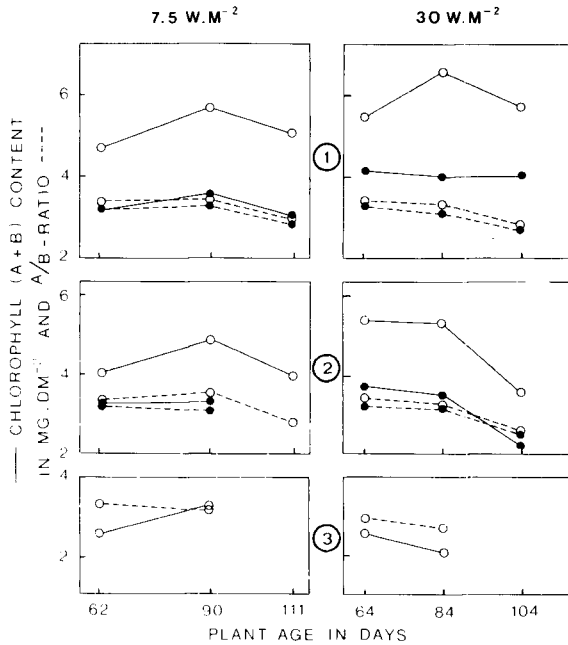 7.5 W.M⁻²
30 W.M⁻²
CHLOROPHYLL (A+B) CONTENT
IN MG.DM⁻² AND A/B-RATIO
6
4
2
1
6
4
2
2
4
2
3
62 90 111
64 84 104
PLANT AGE IN DAYS